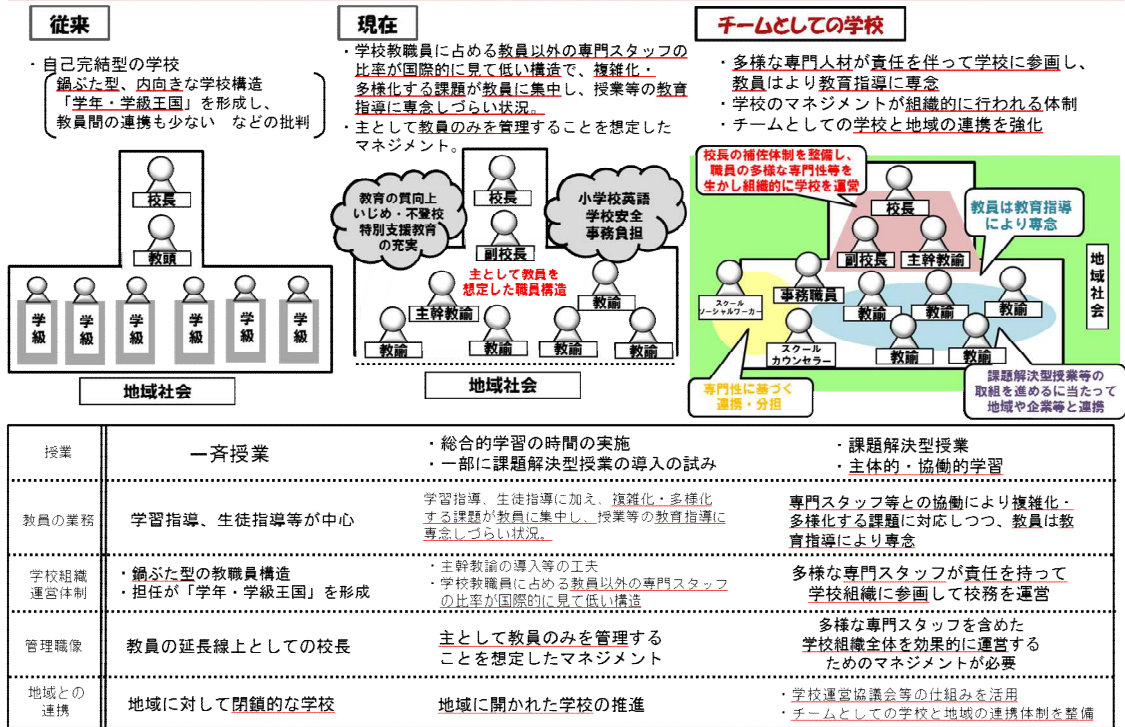 従来
・自己完結型の学校
鍋ぶた型、内向きな学校構造
「学年・学級王国」を形成し、
教員間の連携も少ない などの批判
校長
教頭
学級
学級
学級
学級
学級
学級
地域社会
現在
・学校教職員に占める教員以外の専門スタッフの
比率が国際的に見て低い構造で、複雑化・
多様化する課題が教員に集中し、授業等の教育
指導に専念しづらい状況。
・主として教員のみを管理することを想定した
マネジメント。
教育の質向上
いじめ・不登校
特別支援教育
の充実
小学校英語
学校安全
事務負担
校長
副校長
主として教員を
想定した職員構造
主幹教諭
教諭
教諭
教諭
教諭
教諭
地域社会
チームとしての学校
・多様な専門人材が責任を伴って学校に参画し、
教員はより教育指導に専念
・学校のマネジメントが組織的に行われる体制
・チームとしての学校と地域の連携を強化
校長の補佐体制を整備し、
職員の多様な専門性等を
生かし組織的に学校を運営
教員は教育指導
により専念
校長
副校長
主幹教諭
スクール
ソーシャルワーカー
事務職員
教諭
教諭
教諭
スクール
カウンセラー
教諭
教諭
地域社会
専門性に基づく
連携・分担
課題解決型授業等の
取組を進めるに当たって
地域や企業等と連携
授業
一斉授業
・総合的学習の時間の実施
・一部に課題解決型授業の導入の試み
・課題解決型授業
・主体的・協働的学習
教員の業務
学習指導、生徒指導等が中心
学習指導、生徒指導に加え、複雑化・多様化
する課題が教員に集中し、授業等の教育指導に
専念しづらい状況。
専門スタッフ等との協働により複雑化・
多様化する課題に対応しつつ、教員は教
育指導により専念
学校組織
運営体制
・鍋ぶた型の教職員構造
・担任が「学年・学級王国」を形成
・主幹教諭の導入等の工夫
・学校教職員に占める教員以外の専門スタッフ
の比率が国際的に見て低い構造
多様な専門スタッフが責任を持って
学校組織に参画して校務を運営
管理職像
教員の延長線上としての校長
主として教員のみを管理する
ことを想定したマネジメント
多様な専門スタッフを含めた
学校組織全体を効果的に運営する
ためのマネジメントが必要
地域との
連携
地域に対して閉鎖的な学校
地域に開かれた学校の推進
・学校運営協議会等の仕組みを活用
・チームとしての学校と地域の連携体制を整備